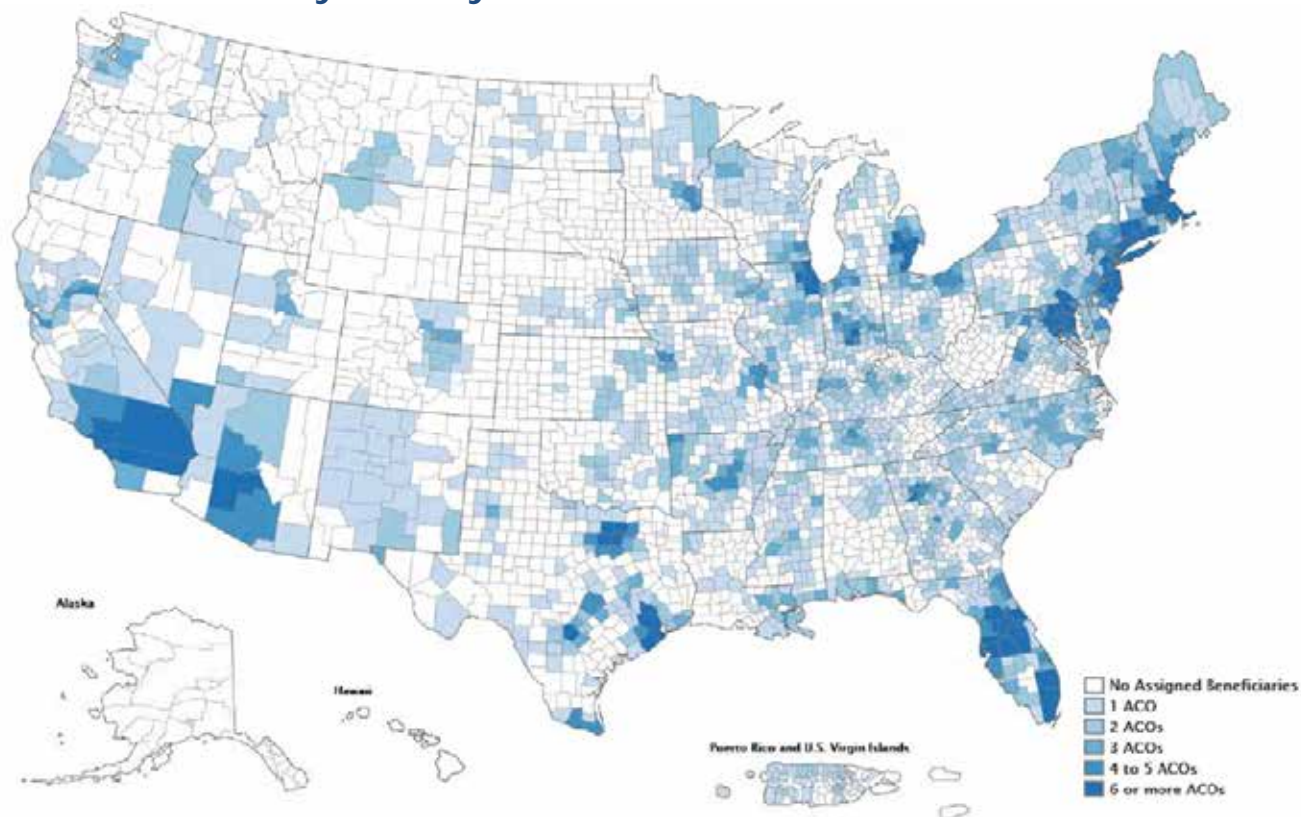 Alaska
Hawaii
Puerto Rico and U.S. Virgin Islands
No Assigned Beneficiaries
1 ACO
2 ACOs
3 ACOs
4 to 5 ACOs
6 or more ACOs